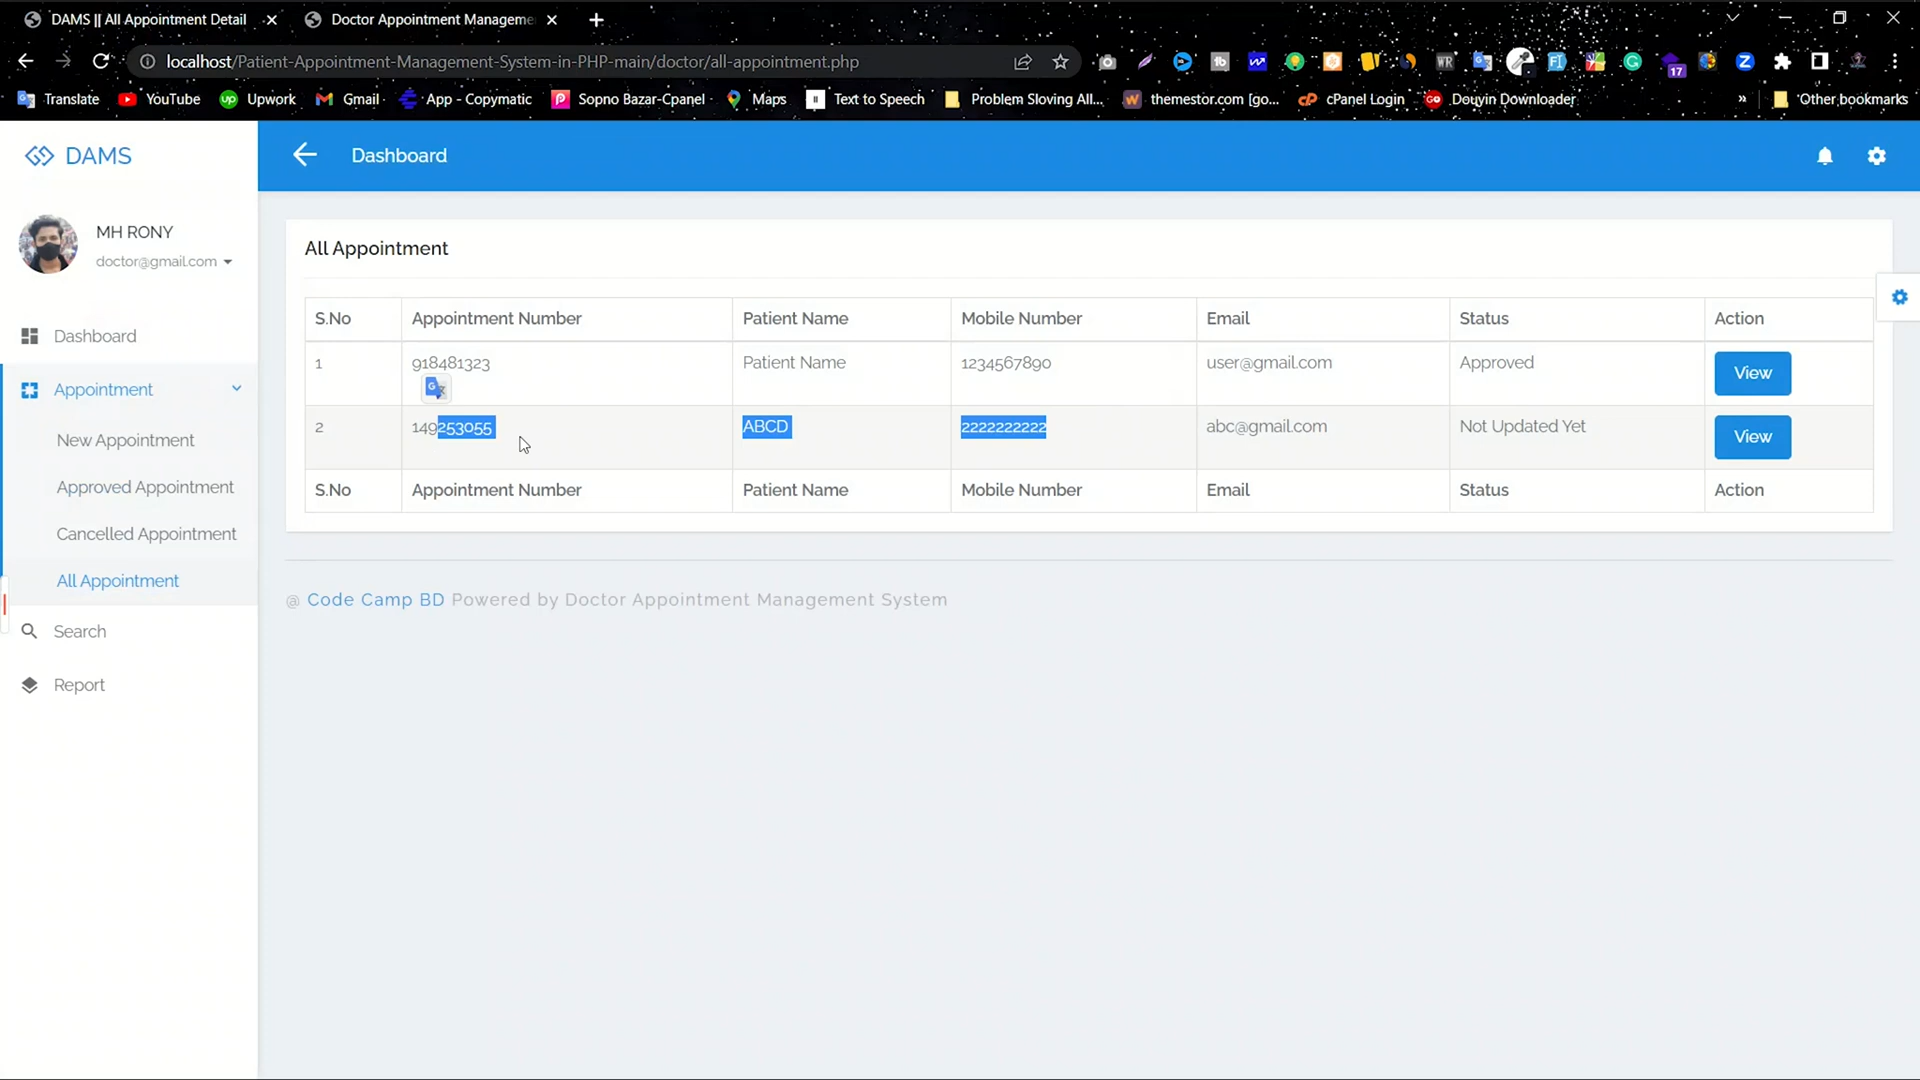 DAMS || All Appointment Detail
Doctor Appointment Manageme
localhost/Patient-Appointment-Management-System-in-PHP-main/doctor/all-appointment.php
17
Translate YouTube Upwork Gmail App - Copymatic Sopno Bazar-Cpanel Maps Text to Speech Problem Sloving All... themestor.com [go... cPanel Login Douyin Downloader » Other bookmarks
DAMS
Dashboard
MH RONY
doctor@gmail.com
Dashboard
Appointment
New Appointment
Approved Appointment
Cancelled Appointment
All Appointment
Search
Report
All Appointment
S.No Appointment Number Patient Name Mobile Number Email Status Action
1 918481323 Patient Name 1234567890 user@gmail.com Approved View
2 149253055 ABCD 2222222222 abc@gmail.com Not Updated Yet View
S.No Appointment Number Patient Name Mobile Number Email Status Action
@ Code Camp BD Powered by Doctor Appointment Management System